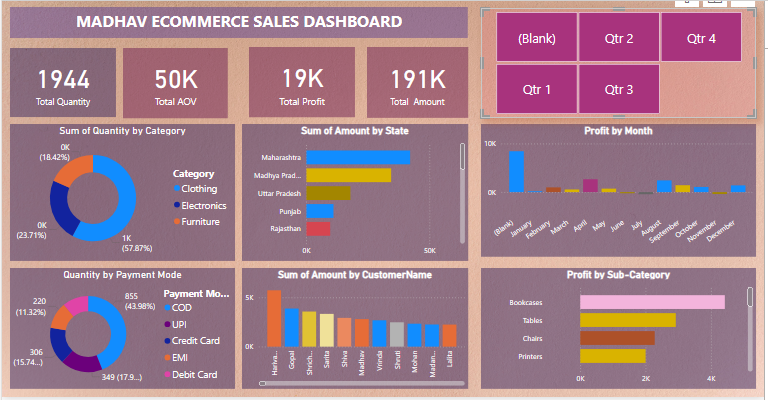 MADHAV ECOMMERCE SALES DASHBOARD
(Blank)
Qtr 2
Qtr 4
Qtr 1
Qtr 3
1944
Total Quantity
50K
Total AOV
19K
Total Profit
191K
Total Amount
Sum of Quantity by Category
0K
(18.42%)
0K
(23.71%)
1K
(57.87%)
Category
Clothing
Electronics
Furniture
Sum of Amount by State
Maharashtra
Madhya Prad...
Uttar Pradesh
Punjab
Rajasthan
0K
50K
Profit by Month
10K
0K
(Blank)
January
February
March
April
May
June
July
August
September
October
November
December
Quantity by Payment Mode
220
(11.32%)
306
(15.74...)
349 (17.9...)
855
(43.98%)
Payment Mo...
COD
UPI
Credit Card
EMI
Debit Card
Sum of Amount by CustomerName
5K
0K
Hariva...
Gopal
Shrich...
Sarita
Shiva
Madhav
Vrinda
Shruti
Mohan
Madan...
Lalita
Profit by Sub-Category
Bookcases
Tables
Chairs
Printers
0K
2K
4K